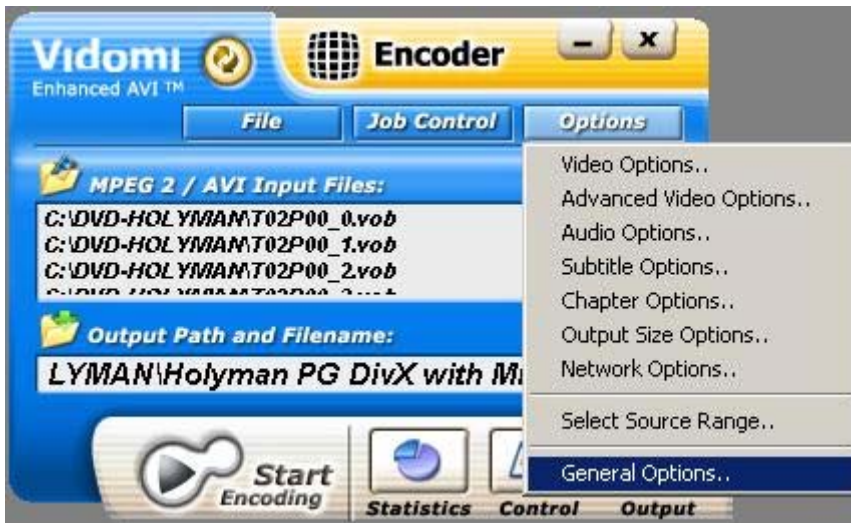 Vidomi
Enhanced AVI ™
Encoder
File
Job Control
Options
MPEG 2 / AVI Input Files:
C:\DVD-HOLYMAN\T02P00_0.vob
C:\DVD-HOLYMAN\T02P00_1.vob
C:\DVD-HOLYMAN\T02P00_2.vob
Output Path and Filename:
LYMAN\Holyman PG DivX with
Start
Encoding
Statistics
Control
Output
Video Options..
Advanced Video Options..
Audio Options..
Subtitle Options..
Chapter Options..
Output Size Options..
Network Options..
Select Source Range..
General Options..